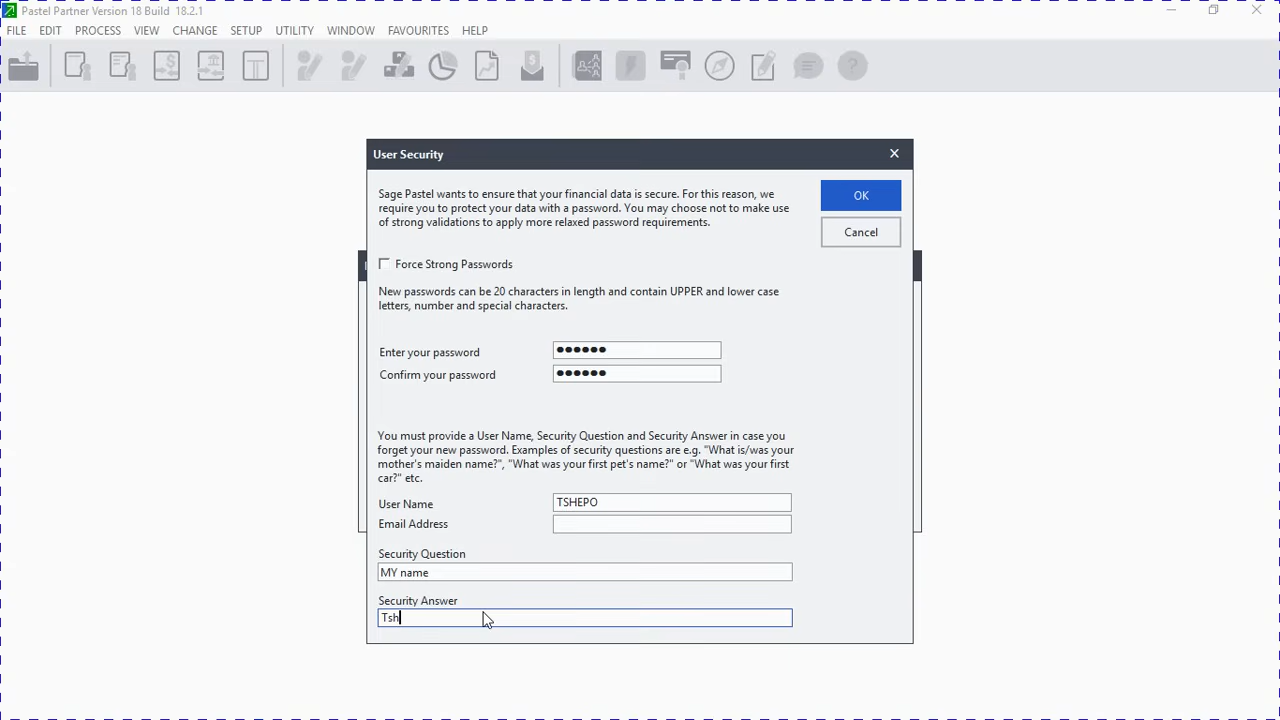 Pastel Partner Version 18 Build 18.2.1
FILE EDIT PROCESS VIEW CHANGE SETUP UTILITY WINDOW FAVOURITES HELP
User Security
Sage Pastel wants to ensure that your financial data is secure. For this reason, we
require you to protect your data with a password. You may choose not to make use
of strong validations to apply more relaxed password requirements.
OK
Cancel
Force Strong Passwords
New passwords can be 20 characters in length and contain UPPER and lower case
letters, number and special characters.
Enter your password ●●●●●●
Confirm your password ●●●●●●
You must provide a User Name, Security Question and Security Answer in case you
forget your new password. Examples of security questions are e.g. "What is/was your
mother's maiden name?", "What was your first pet's name?" or "What was your first
car?" etc.
User Name TSHEPO
Email Address
Security Question
MY name
Security Answer
Tsh